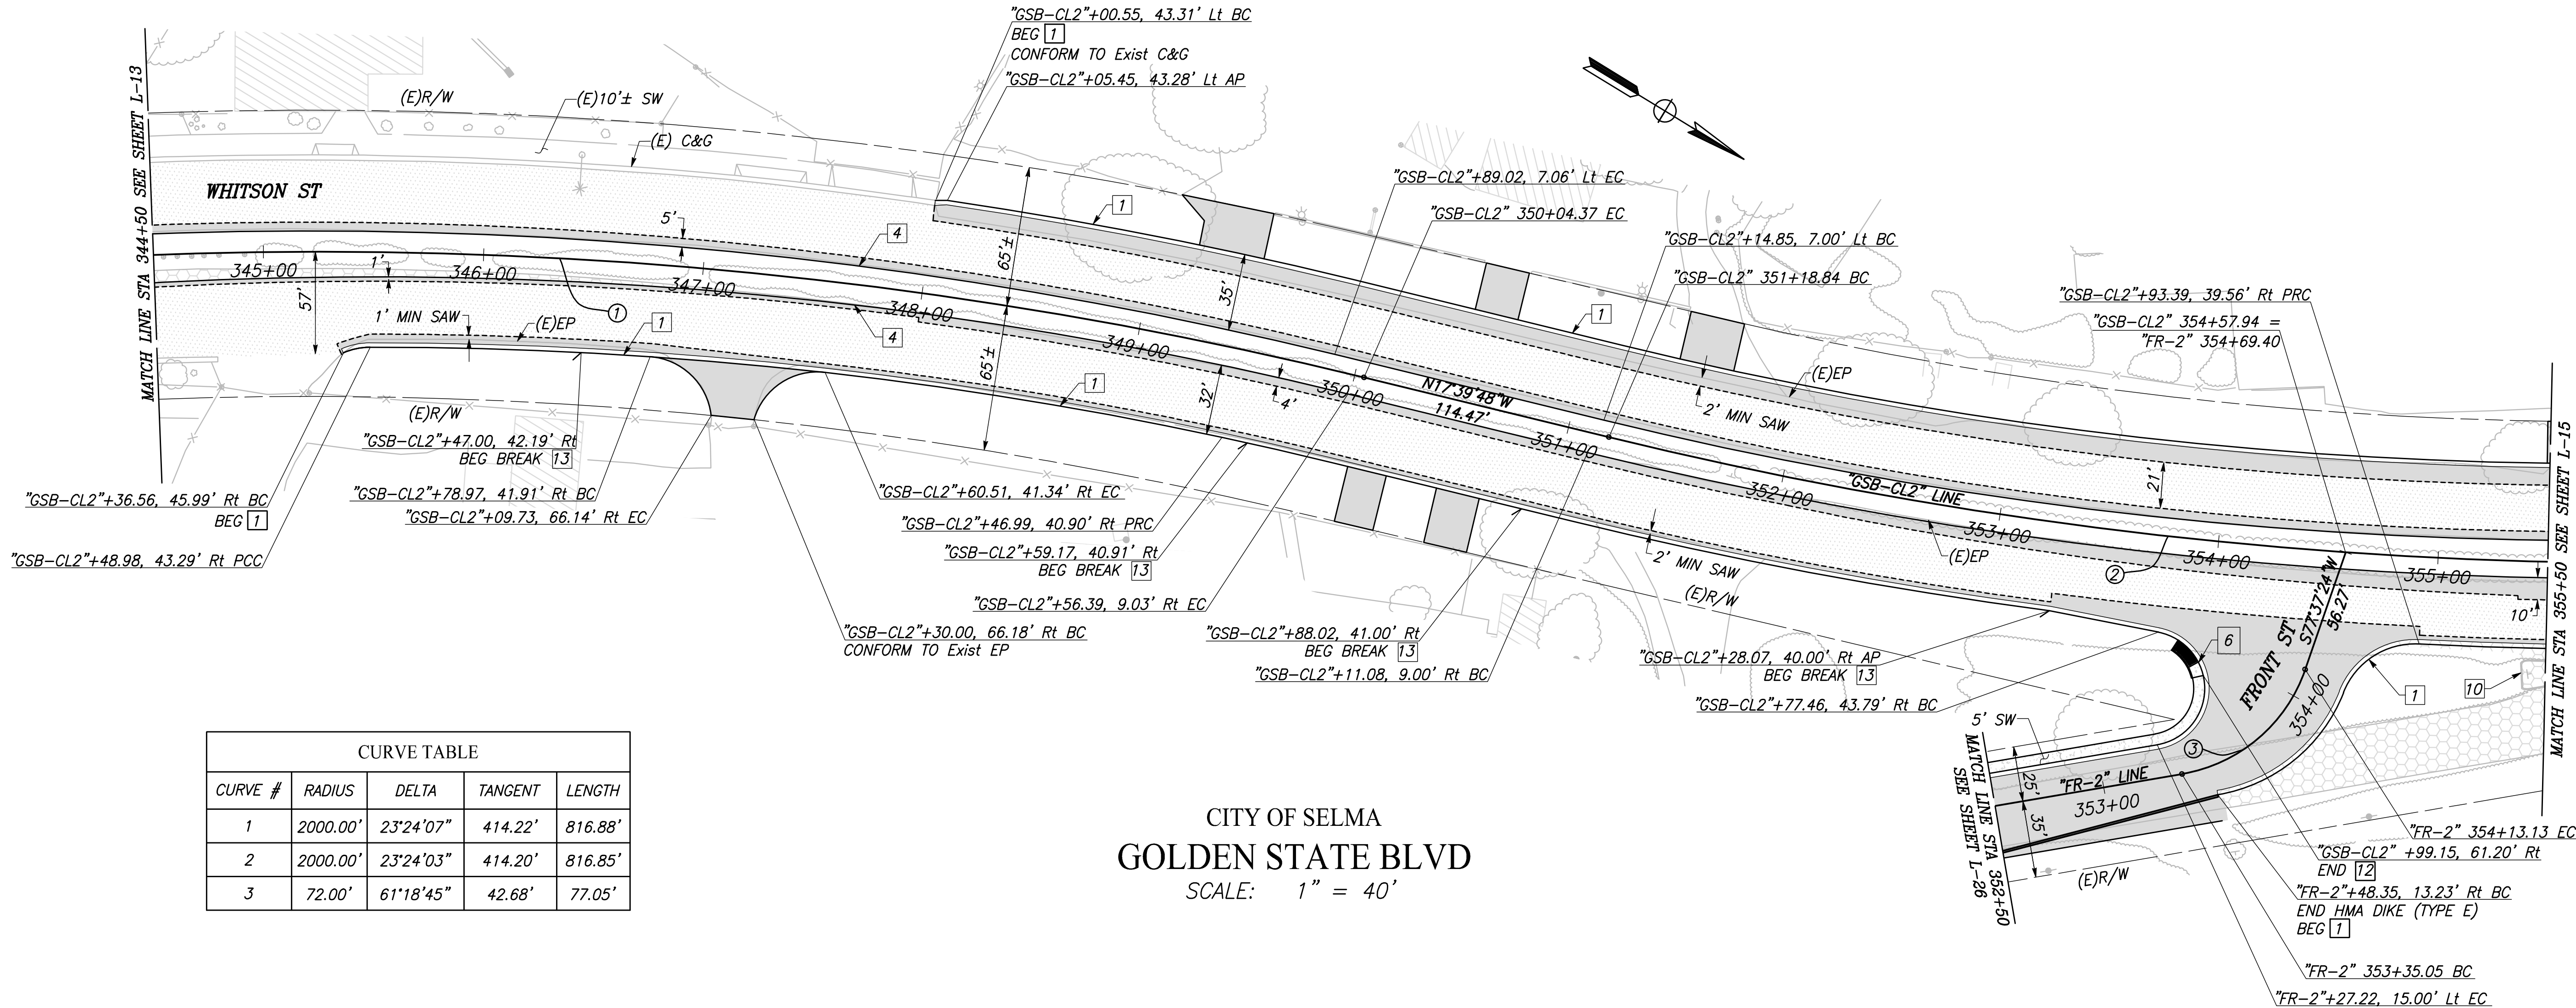 "GSB-CL2"+00.55, 43.31' Lt BC
BEG 1
CONFORM TO Exist C&G
"GSB-CL2"+05.45, 43.28' Lt AP
MATCH LINE STA 344+50 SEE SHEET L-13
(E)R/W
(E)10'± SW
(E) C&G
WHITSON ST
5'
4
65'±
1
35'
"GSB-CL2"+89.02, 7.06' Lt EC
"GSB-CL2" 350+04.37 EC
"GSB-CL2"+14.85, 7.00' Lt BC
"GSB-CL2" 351+18.84 BC
1
"GSB-CL2"+93.39, 39.56' Rt PRC
"GSB-CL2" 354+57.94 =
"FR-2" 354+69.40
345+00
346+00
347+00
348+00
349+00
350+00
351+00
352+00
353+00
354+00
355+00
1'
57'
1
4
1' MIN SAW
(E)EP
1
65'±
1
32'
4'
N17°39'48"W
114.47'
2' MIN SAW
(E)EP
"GSB-CL2" LINE
21'
(E)EP
2
2' MIN SAW
(E)R/W
10'
MATCH LINE STA 355+50 SEE SHEET L-15
(E)R/W
"GSB-CL2"+47.00, 42.19' Rt
BEG BREAK 13
"GSB-CL2"+36.56, 45.99' Rt BC
BEG 1
"GSB-CL2"+78.97, 41.91' Rt BC
"GSB-CL2"+09.73, 66.14' Rt EC
"GSB-CL2"+48.98, 43.29' Rt PCC
"GSB-CL2"+60.51, 41.34' Rt EC
"GSB-CL2"+46.99, 40.90' Rt PRC
"GSB-CL2"+59.17, 40.91' Rt
BEG BREAK 13
"GSB-CL2"+56.39, 9.03' Rt EC
"GSB-CL2"+30.00, 66.18' Rt BC
CONFORM TO Exist EP
"GSB-CL2"+88.02, 41.00' Rt
BEG BREAK 13
"GSB-CL2"+11.08, 9.00' Rt BC
"GSB-CL2"+28.07, 40.00' Rt AP
BEG BREAK 13
"GSB-CL2"+77.46, 43.79' Rt BC
6
FRONT ST
S77°37'24"W
56.27'
354+00
1
10
5' SW
3
MATCH LINE STA 352+50
SEE SHEET L-26
25'
35'
"FR-2" LINE
353+00
(E)R/W
"FR-2" 354+13.13 EC
"GSB-CL2" +99.15, 61.20' Rt
END 12
"FR-2"+48.35, 13.23' Rt BC
END HMA DIKE (TYPE E)
BEG 1
"FR-2" 353+35.05 BC
"FR-2"+27.22, 15.00' Lt EC
CURVE TABLE
CURVE # RADIUS DELTA TANGENT LENGTH
1 2000.00' 23°24'07" 414.22' 816.88'
2 2000.00' 23°24'03" 414.20' 816.85'
3 72.00' 61°18'45" 42.68' 77.05'
CITY OF SELMA
GOLDEN STATE BLVD
SCALE: 1" = 40'